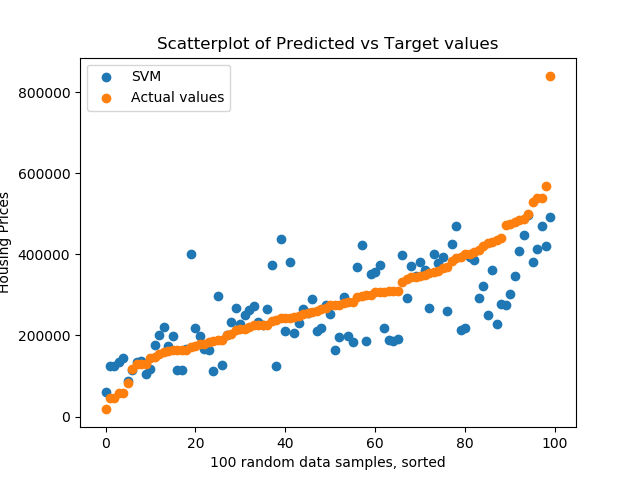 Scatterplot of Predicted vs Target values
SVM
Actual values
800000
600000
400000
200000
0
Housing Prices
0 20 40 60 80 100
100 random data samples, sorted